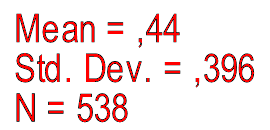 Mean = ,44
Std. Dev. = ,396
N = 538